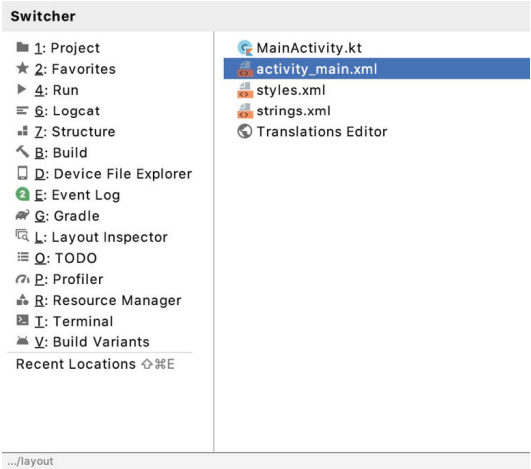 Switcher
1: Project
2: Favorites
4: Run
6: Logcat
7: Structure
B: Build
D: Device File Explorer
2 E: Event Log
G: Gradle
L: Layout Inspector
O: TODO
P: Profiler
R: Resource Manager
T: Terminal
V: Build Variants
Recent Locations ⇧⌘E
MainActivity.kt
activity_main.xml
styles.xml
strings.xml
Translations Editor
.../layout